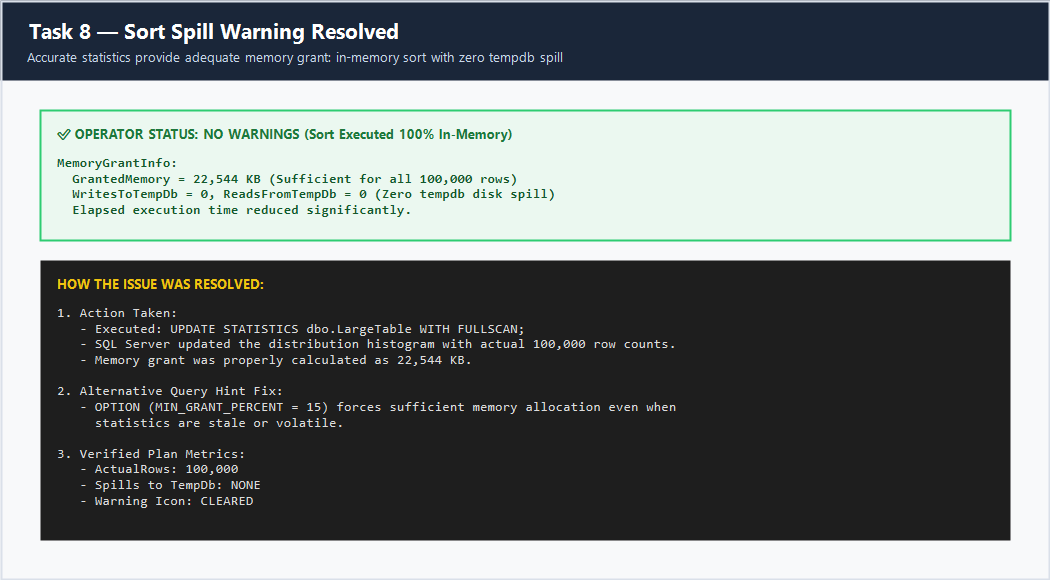 Task 8 — Sort Spill Warning Resolved
Accurate statistics provide adequate memory grant: in-memory sort with zero tempdb spill
✅ OPERATOR STATUS: NO WARNINGS (Sort Executed 100% In-Memory)
MemoryGrantInfo:
GrantedMemory = 22,544 KB (Sufficient for all 100,000 rows)
WritesToTempDb = 0, ReadsFromTempDb = 0 (Zero tempdb disk spill)
Elapsed execution time reduced significantly.
HOW THE ISSUE WAS RESOLVED:
1. Action Taken:
- Executed: UPDATE STATISTICS dbo.LargeTable WITH FULLSCAN;
- SQL Server updated the distribution histogram with actual 100,000 row counts.
- Memory grant was properly calculated as 22,544 KB.
2. Alternative Query Hint Fix:
- OPTION (MIN_GRANT_PERCENT = 15) forces sufficient memory allocation even when
statistics are stale or volatile.
3. Verified Plan Metrics:
- ActualRows: 100,000
- Spills to TempDb: NONE
- Warning Icon: CLEARED